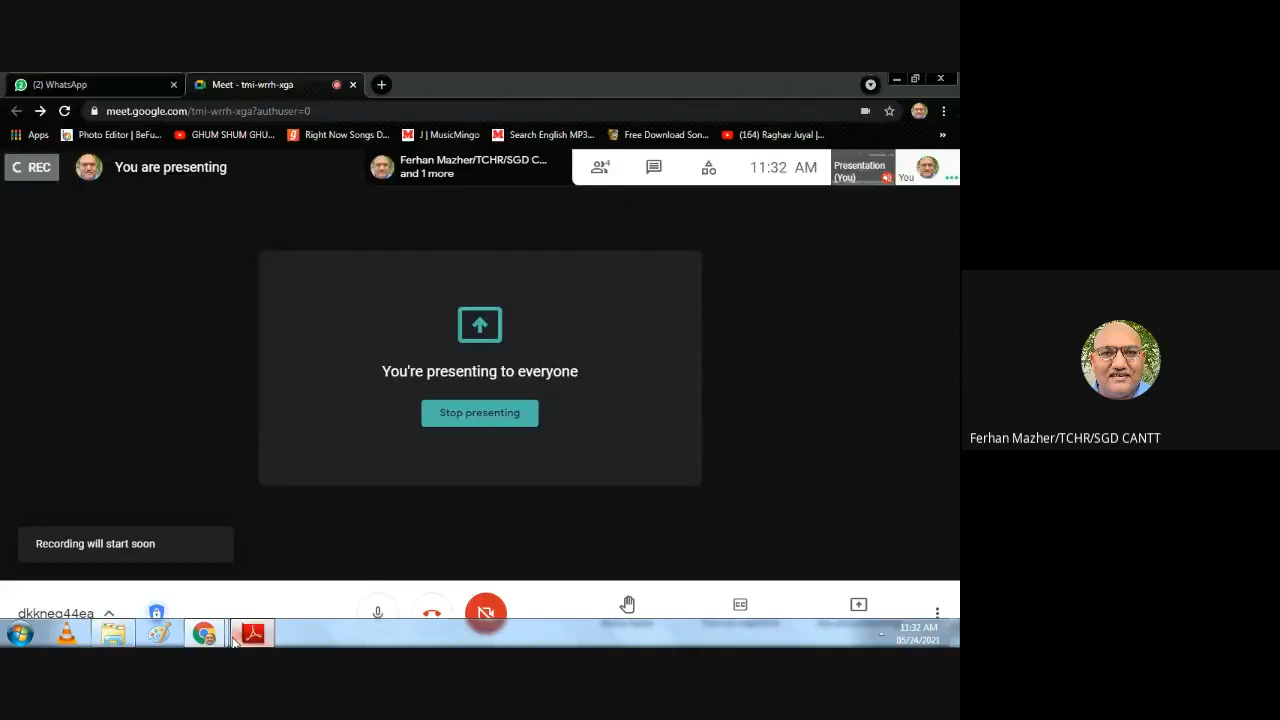 (2) WhatsApp
Meet - tmi-wrrh-xga
meet.google.com/tmi-wrrh-xga?authuser=0
Apps
Photo Editor | BeFu...
GHUM SHUM GHU...
Right Now Songs D...
J | MusicMingo
Search English MP3...
Free Download Son...
(164) Raghav Juyal |...
»
REC
You are presenting
Ferhan Mazher/TCHR/SGD C...
and 1 more
4
11:32 AM
Presentation
(You)
You
You're presenting to everyone
Stop presenting
Ferhan Mazher/TCHR/SGD CANTT
Recording will start soon
dkkneq44ea
11:32 AM
05/24/2021